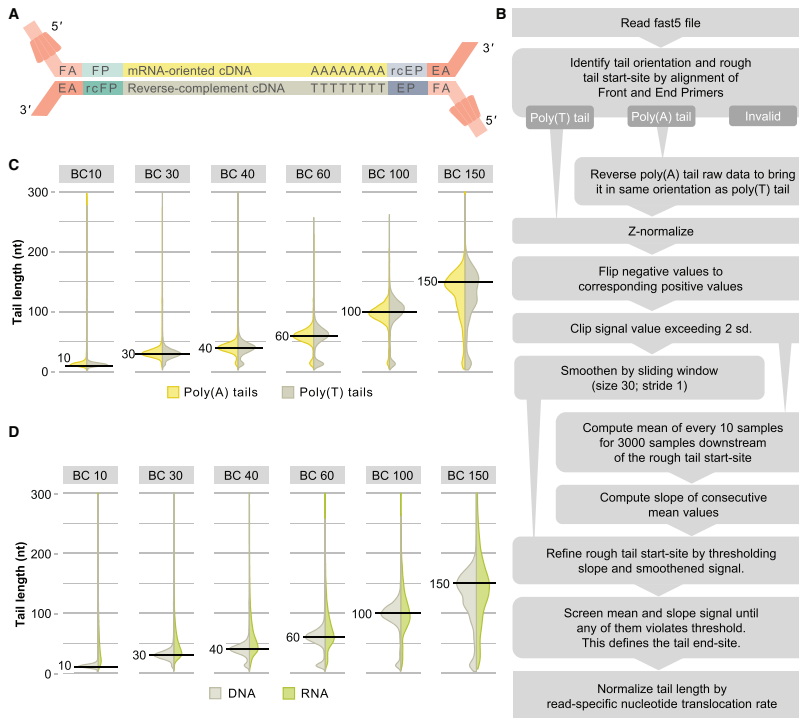 A
5′
3′
FA FP mRNA-oriented cDNA AAAAAAAA rcEP EA
EA rcFP Reverse-complement cDNA TTTTTTTT EP FA
3′
5′
B
Read fast5 file
Identify tail orientation and rough
tail start-site by alignment of
Front and End Primers
Poly(T) tail Poly(A) tail Invalid
Reverse poly(A) tail raw data to bring
it in same orientation as poly(T) tail
Z-normalize
Flip negative values to
corresponding positive values
Clip signal value exceeding 2 sd.
Smoothen by sliding window
(size 30; stride 1)
Compute mean of every 10 samples
for 3000 samples downstream
of the rough tail start-site
Compute slope of consecutive
mean values
Refine rough tail start-site by thresholding
slope and smoothened signal.
Screen mean and slope signal until
any of them violates threshold.
This defines the tail end-site.
Normalize tail length by
read-specific nucleotide translocation rate
C
BC10 BC 30 BC 40 BC 60 BC 100 BC 150
Tail length (nt)
300
200
100
0
10
30
40
60
100
150
Poly(A) tails Poly(T) tails
D
BC 10 BC 30 BC 40 BC 60 BC 100 BC 150
Tail length (nt)
300
200
100
0
10
30
40
60
100
150
DNA RNA